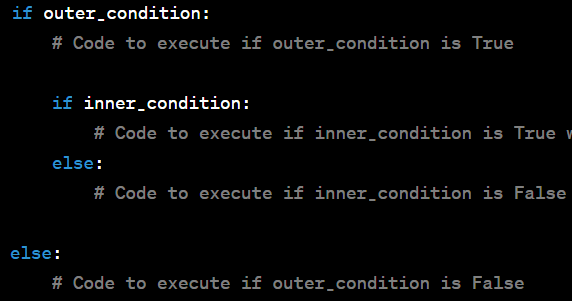 if outer_condition:
    # Code to execute if outer_condition is True
    if inner_condition:
        # Code to execute if inner_condition is True
    else:
        # Code to execute if inner_condition is False
else:
    # Code to execute if outer_condition is False